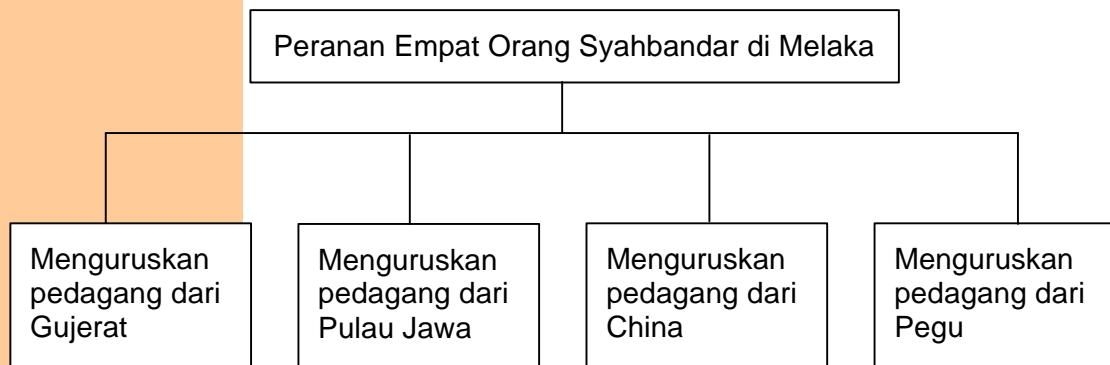 Peranan Empat Orang Syahbandar di Melaka
Menguruskan
pedagang dari
Gujerat
Menguruskan
pedagang dari
Pulau Jawa
Menguruskan
pedagang dari
China
Menguruskan
pedagang dari
Pegu